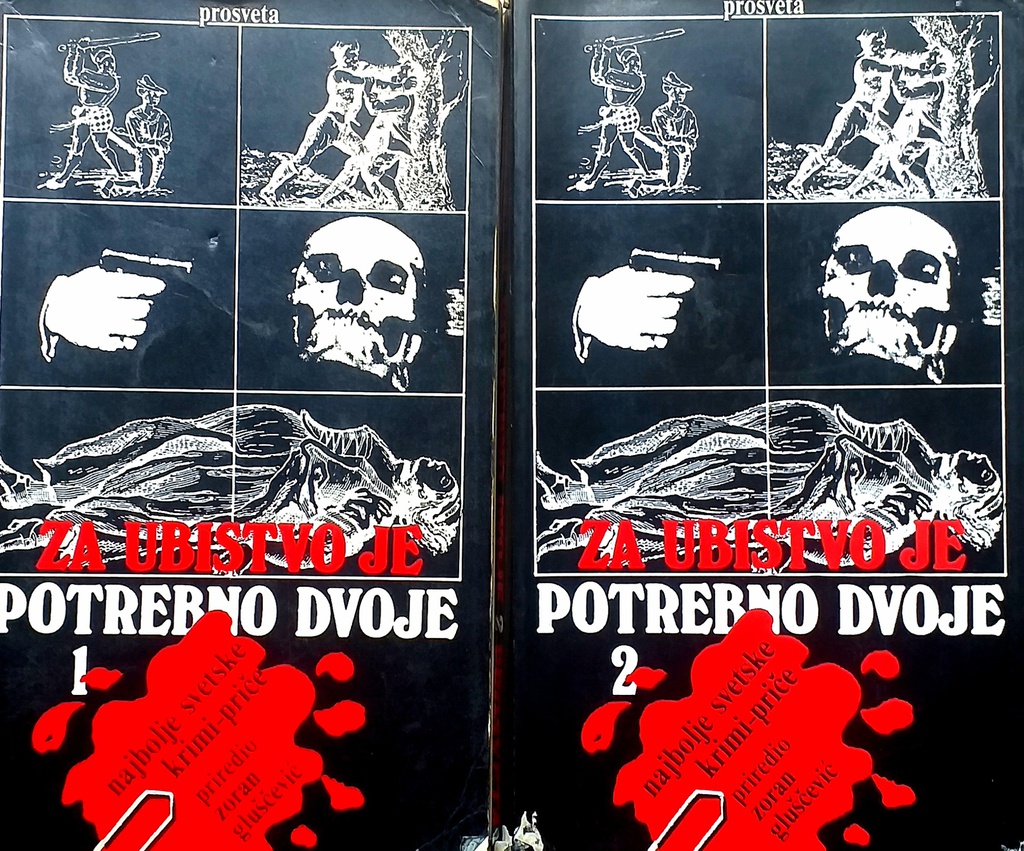 prosveta
ZA UBISTVO JE
POTREBNO DVOJE
1
najbolje svetske
krimi-priče
priredio
zoran
gluščević
prosveta
ZA UBISTVO JE
POTREBNO DVOJE
2
najbolje svetske
krimi-priče
priredio
zoran
gluščević